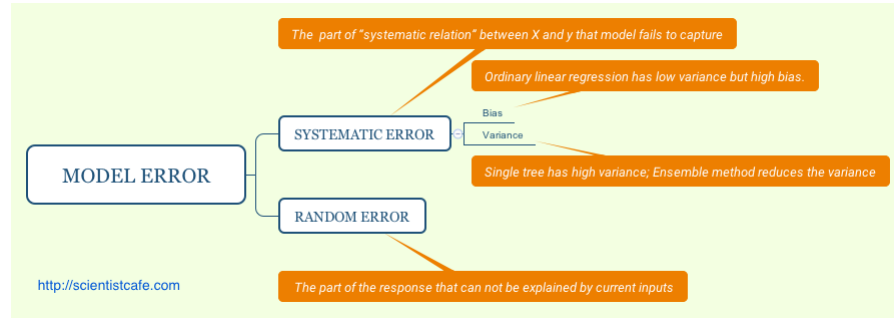 The part of "systematic relation" between X and y that model fails to capture
Ordinary linear regression has low variance but high bias.
Bias
SYSTEMATIC ERROR
Variance
MODEL ERROR
Single tree has high variance; Ensemble method reduces the variance
RANDOM ERROR
http://scientistcafe.com
The part of the response that can not be explained by current inputs